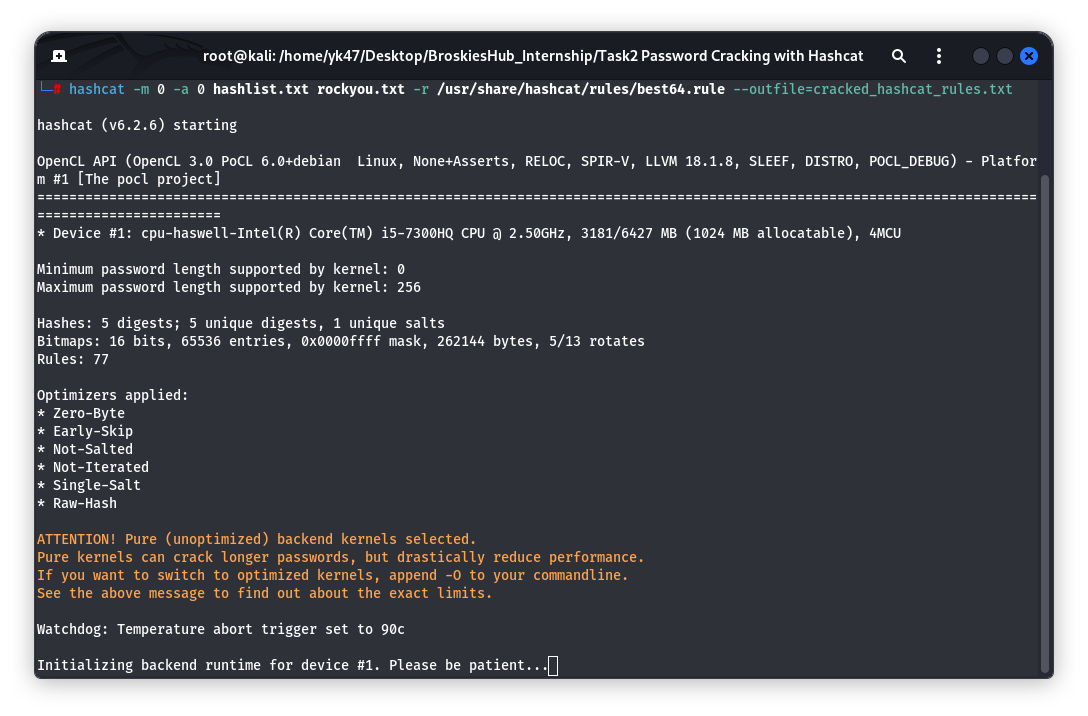 root@kali: /home/yk47/Desktop/BroskiesHub_Internship/Task2 Password Cracking with Hashcat
└─# hashcat -m 0 -a 0 hashlist.txt rockyou.txt -r /usr/share/hashcat/rules/best64.rule --outfile=cracked_hashcat_rules.txt
hashcat (v6.2.6) starting
OpenCL API (OpenCL 3.0 PoCL 6.0+debian  Linux, None+Asserts, RELOC, SPIR-V, LLVM 18.1.8, SLEEF, DISTRO, POCL_DEBUG) - Platfor
m #1 [The pocl project]
=============================================================================================================================
=======================
* Device #1: cpu-haswell-Intel(R) Core(TM) i5-7300HQ CPU @ 2.50GHz, 3181/6427 MB (1024 MB allocatable), 4MCU
Minimum password length supported by kernel: 0
Maximum password length supported by kernel: 256
Hashes: 5 digests; 5 unique digests, 1 unique salts
Bitmaps: 16 bits, 65536 entries, 0x0000ffff mask, 262144 bytes, 5/13 rotates
Rules: 77
Optimizers applied:
* Zero-Byte
* Early-Skip
* Not-Salted
* Not-Iterated
* Single-Salt
* Raw-Hash
ATTENTION! Pure (unoptimized) backend kernels selected.
Pure kernels can crack longer passwords, but drastically reduce performance.
If you want to switch to optimized kernels, append -O to your commandline.
See the above message to find out about the exact limits.
Watchdog: Temperature abort trigger set to 90c
Initializing backend runtime for device #1. Please be patient...